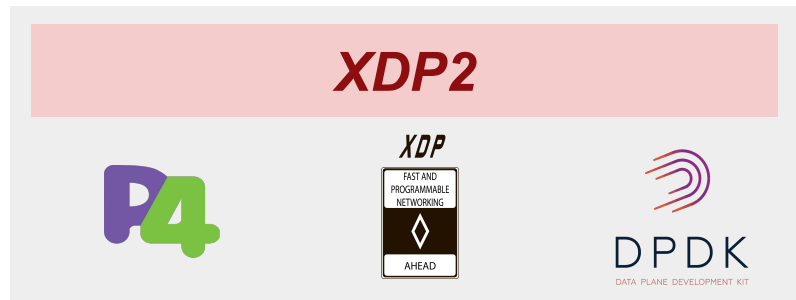 XDP2
P4
XDP
FAST AND
PROGRAMMABLE
NETWORKING
AHEAD
DPDK
DATA PLANE DEVELOPMENT KIT